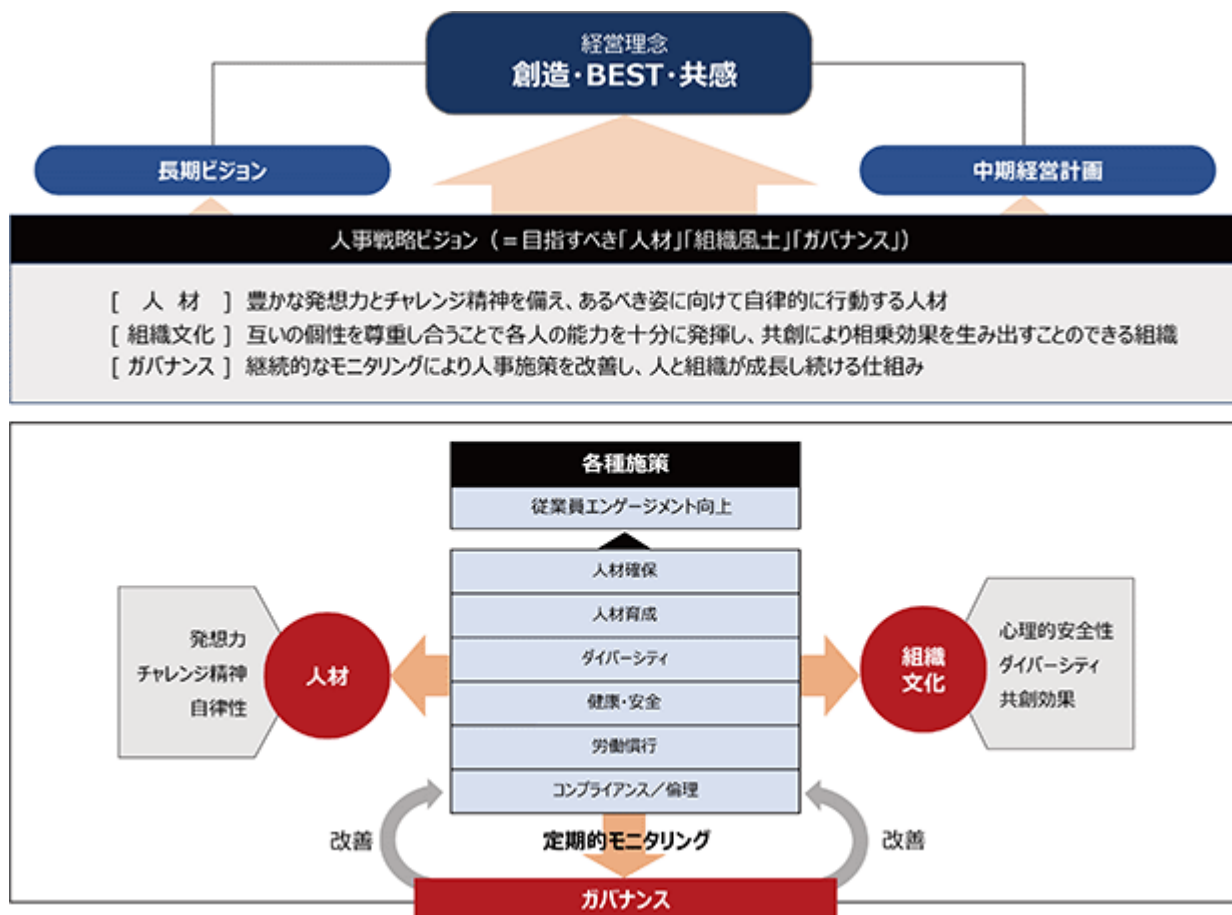 経営理念
創造・BEST・共感
長期ビジョン
中期経営計画
人事戦略ビジョン（＝目指すべき「人材」「組織風土」「ガバナンス」）
［　人　材　］ 豊かな発想力とチャレンジ精神を備え、あるべき姿に向けて自律的に行動する人材
［ 組織文化 ］ 互いの個性を尊重し合うことで各人の能力を十分に発揮し、共創により相乗効果を生み出すことのできる組織
［ ガバナンス ］ 継続的なモニタリングにより人事施策を改善し、人と組織が成長し続ける仕組み
各種施策
従業員エンゲージメント向上
人材確保
人材育成
ダイバーシティ
健康・安全
労働慣行
コンプライアンス／倫理
発想力
チャレンジ精神
自律性
人材
組織
文化
心理的安全性
ダイバーシティ
共創効果
改善
定期的モニタリング
改善
ガバナンス